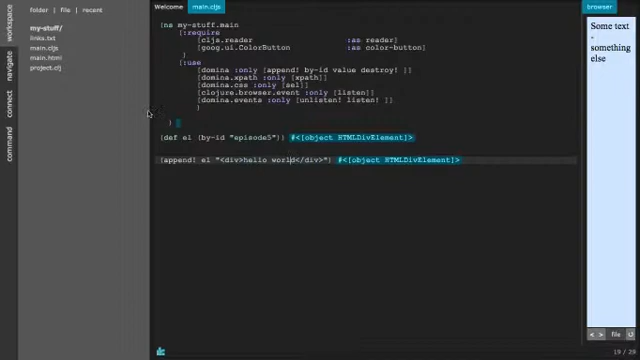 workspace
navigate
connect
command
folder | file | recent
my-stuff/
links.txt
main.cljs
main.html
project.clj
Welcome
main.cljs
(ns my-stuff.main
(:require
[cljs.reader :as reader]
[goog.ui.ColorButton :as color-button]
)
(:use
[domina :only [append! by-id value destroy! ]]
[domina.xpath :only [xpath]]
[domina.css :only [sel]]
[clojure.browser.event :only [listen]]
[domina.events :only [unlisten! listen! ]]
)
)
(def el (by-id "episode5")) #<[object HTMLDivElement]>
(append! el "<div>hello world</div>") #<[object HTMLDivElement]>
browser
Some text
-
something
else
< > file
19 / 29